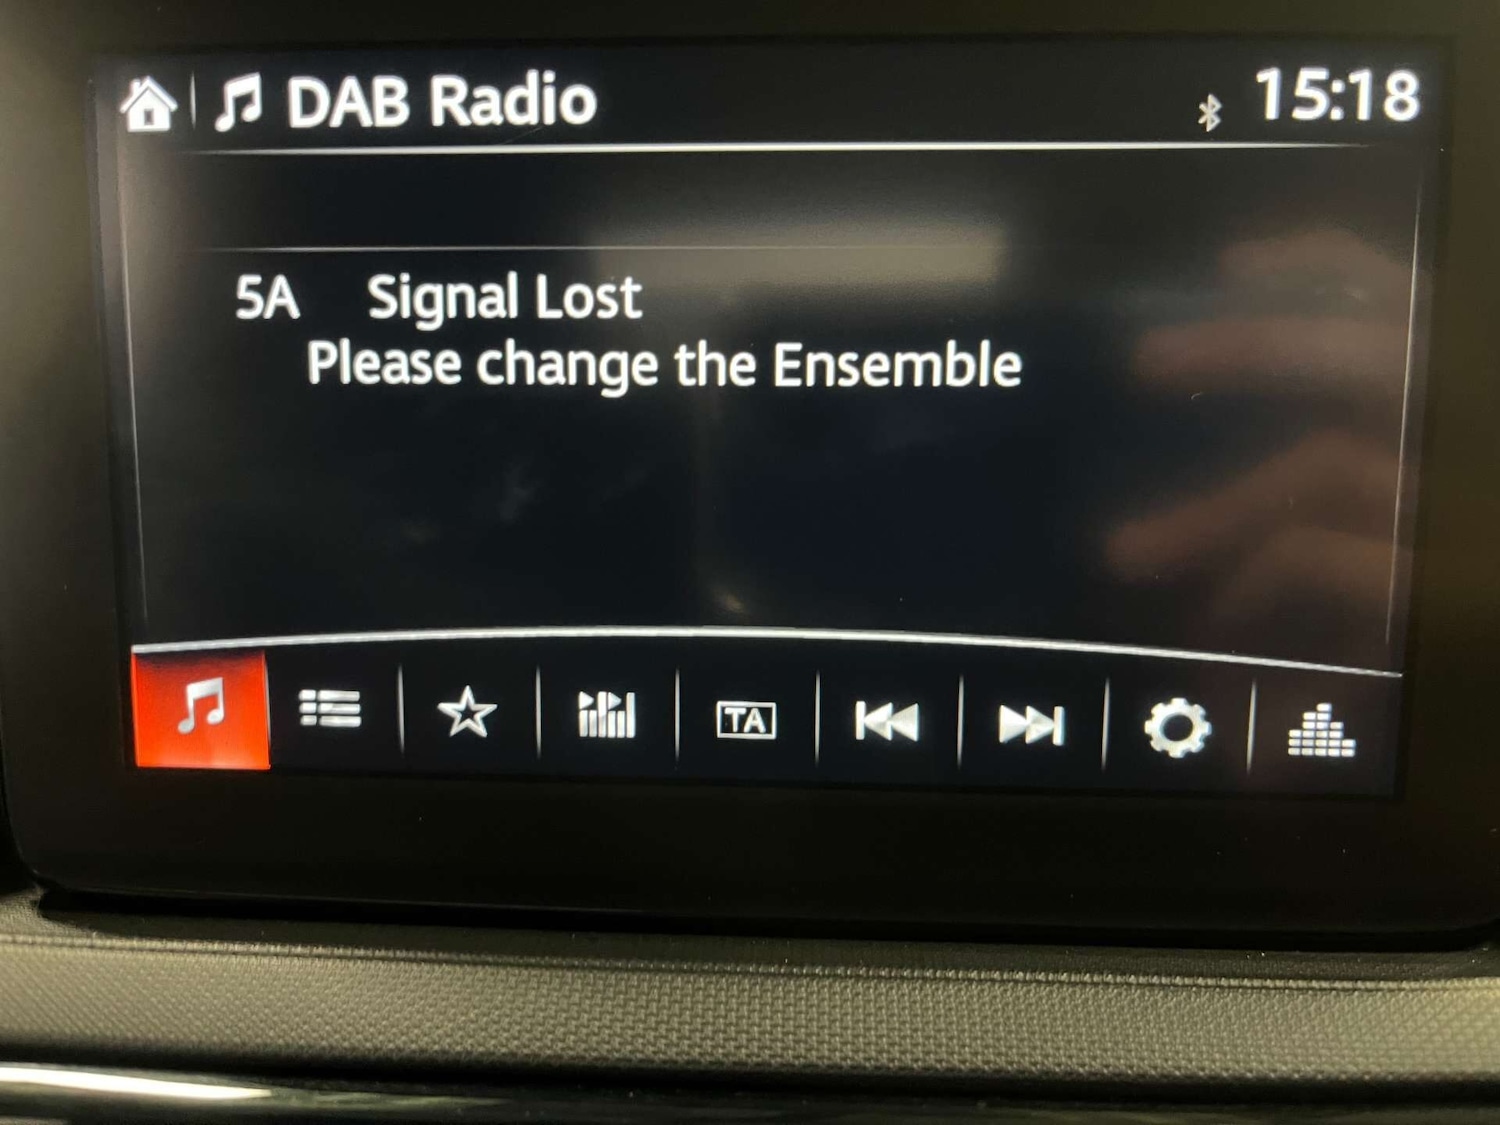 DAB Radio 15:18
5A Signal Lost
Please change the Ensemble
TA